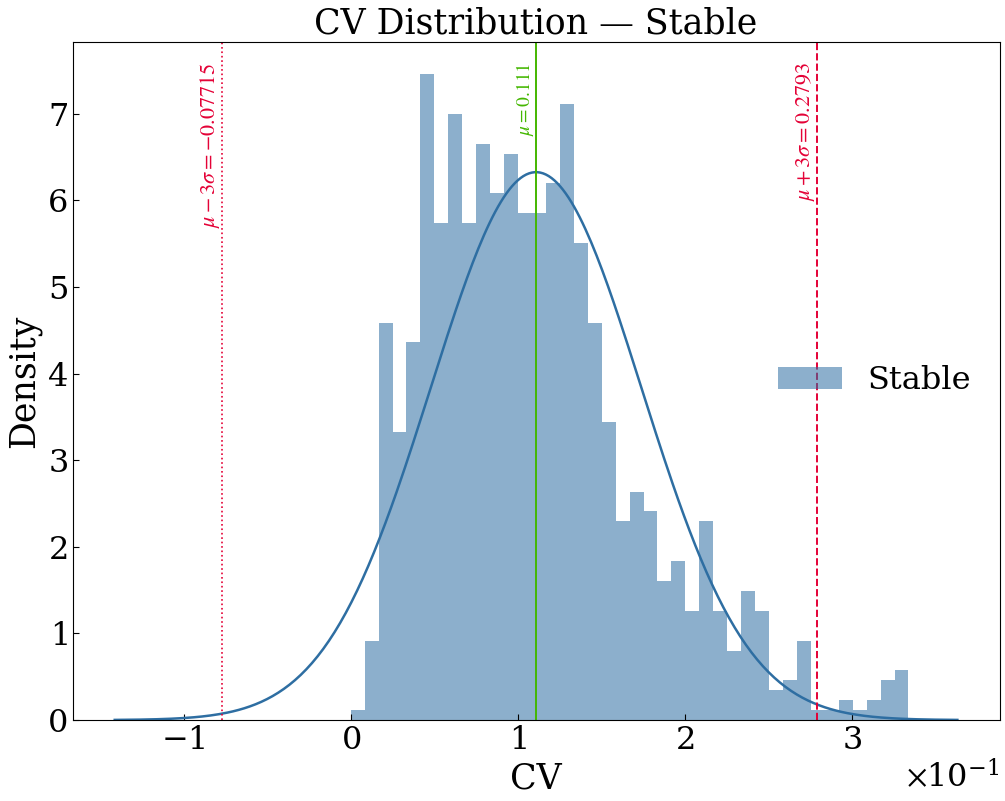 CV Distribution — Stable
μ − 3σ = −0.07715
μ = 0.111
μ + 3σ = 0.2793
7
6
5
4
3
2
1
0
Density
Stable
−1
0
1
2
3
CV
×10⁻¹